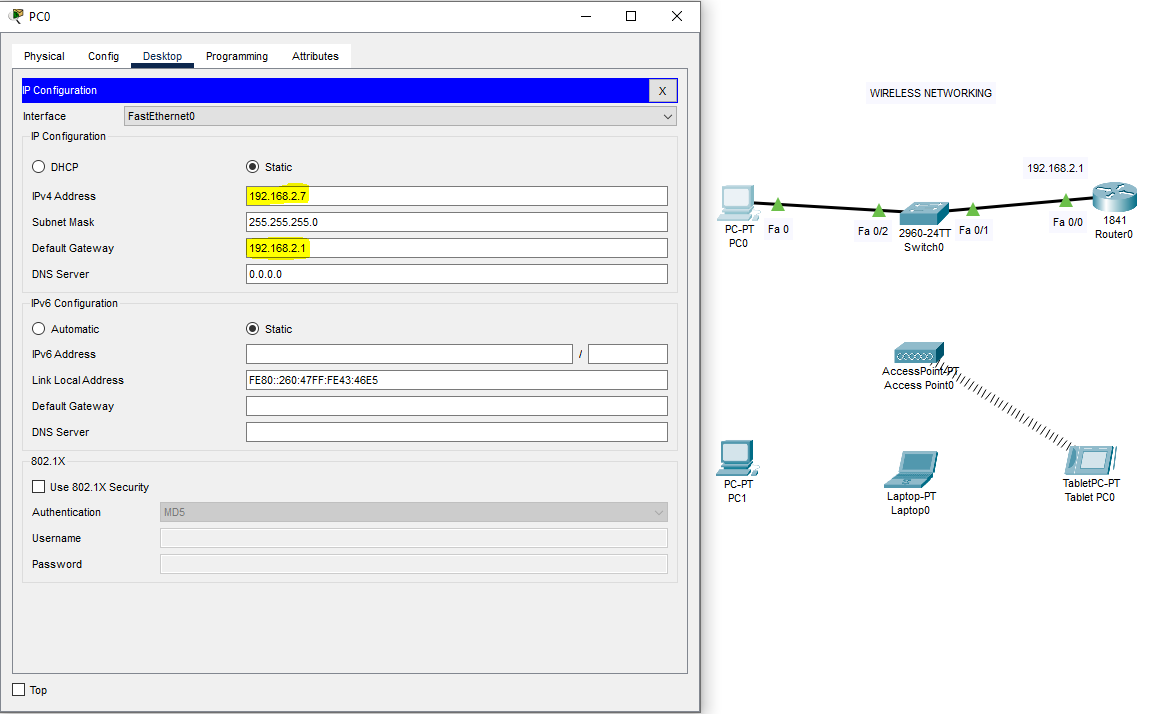 PC0
Physical Config Desktop Programming Attributes
IP Configuration X
Interface FastEthernet0
IP Configuration
DHCP Static
IPv4 Address 192.168.2.7
Subnet Mask 255.255.255.0
Default Gateway 192.168.2.1
DNS Server 0.0.0.0
IPv6 Configuration
Automatic Static
IPv6 Address /
Link Local Address FE80::260:47FF:FE43:46E5
Default Gateway
DNS Server
802.1X
Use 802.1X Security
Authentication MD5
Username
Password
Top
WIRELESS NETWORKING
192.168.2.1
PC-PT
PC0
Fa 0
Fa 0/2
2960-24TT
Switch0
Fa 0/1
Fa 0/0
1841
Router0
AccessPoint-PT
Access Point0
PC-PT
PC1
Laptop-PT
Laptop0
TabletPC-PT
Tablet PC0